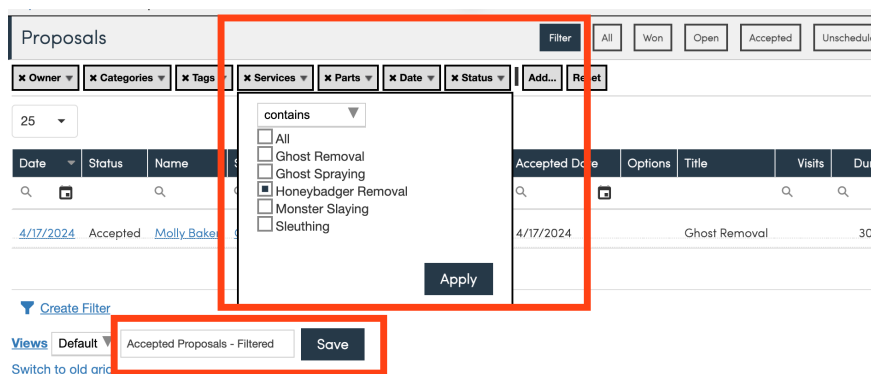 Proposals Filter All Won Open Accepted
× Owner ▼ × Categories ▼ × Tags × Services ▼ × Parts ▼ × Date ▼ × Status ▼ Add... Reset
contains ▼
25
All
Ghost Removal
Ghost Spraying
Honeybadger Removal
Monster Slaying
Sleuthing
Apply
Date Status Name Accepted Date Options Title Visits
4/17/2024 Accepted Molly Baker 4/17/2024 Ghost Removal 30
Create Filter
Views Default ▼ Accepted Proposals - Filtered Save
Switch to old grid